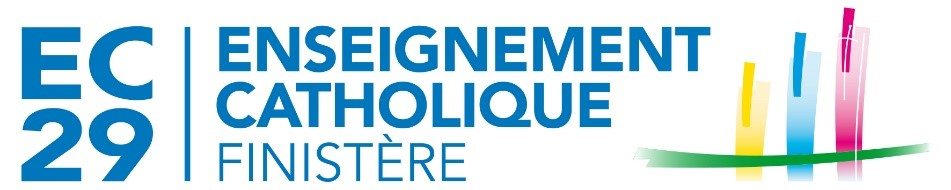 EC
29
ENSEIGNEMENT
CATHOLIQUE
FINISTÈRE